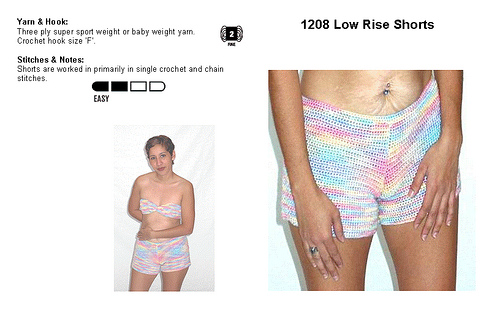 Yarn & Hook:
Three ply super sport weight or baby weight yarn.
Crochet hook size 'F'.
2
FINE
Stitches & Notes:
Shorts are worked in primarily in single crochet and chain
stitches.
EASY
1208 Low Rise Shorts